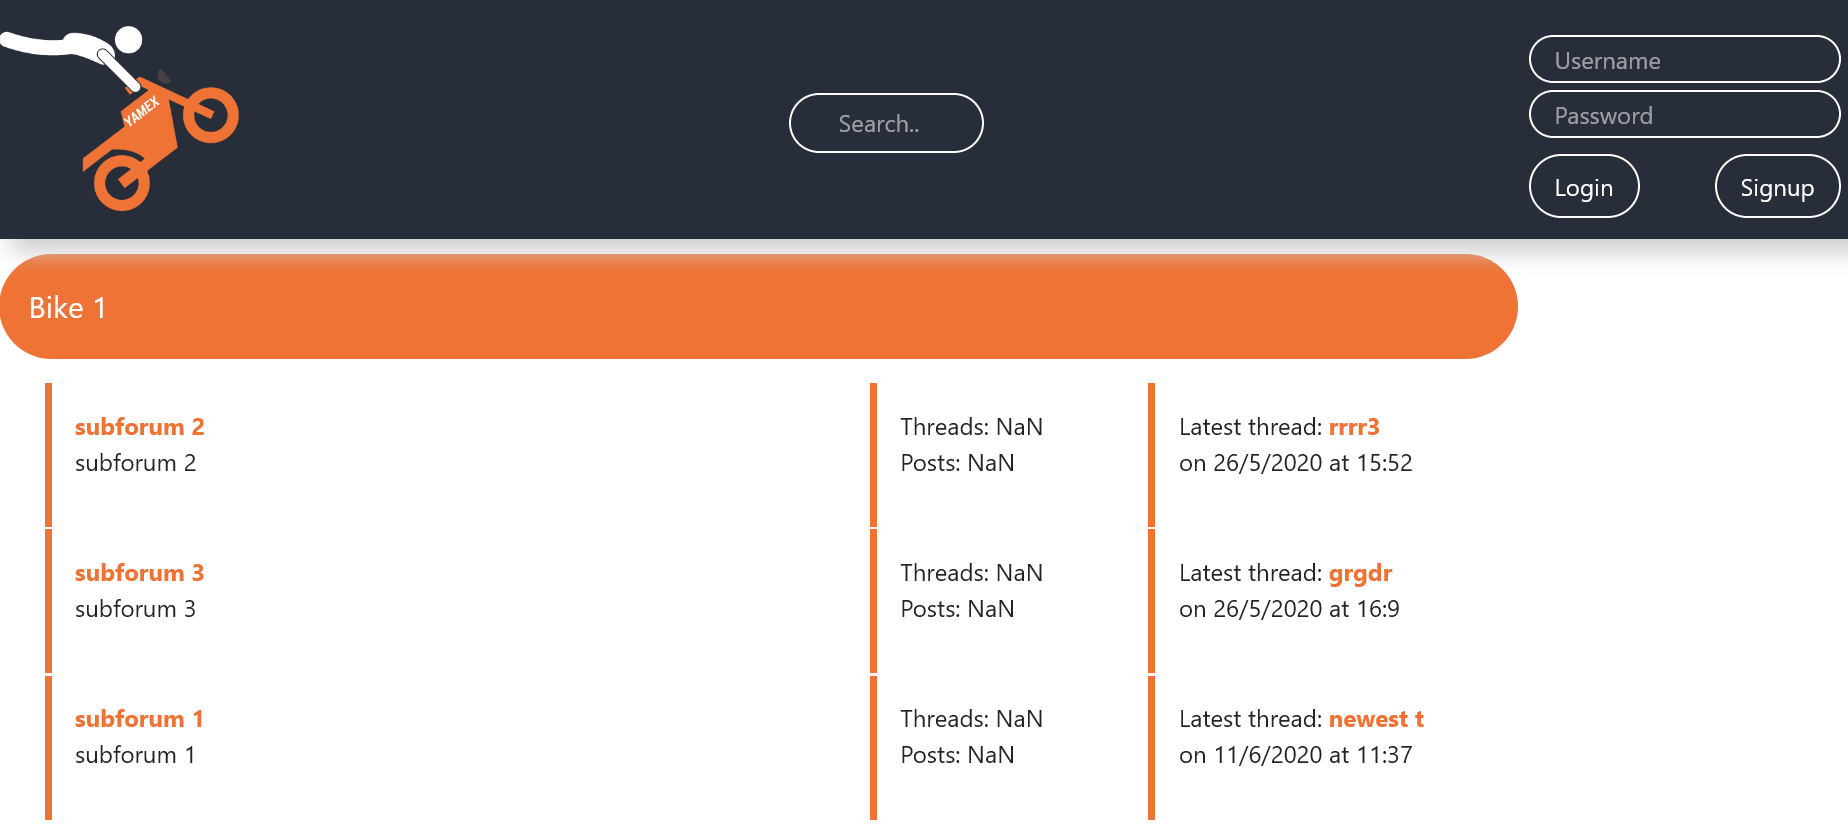 YAMEX
Search..
Username
Password
Login
Signup
Bike 1
subforum 2
subforum 2
Threads: NaN
Posts: NaN
Latest thread: rrrr3
on 26/5/2020 at 15:52
subforum 3
subforum 3
Threads: NaN
Posts: NaN
Latest thread: grgdr
on 26/5/2020 at 16:9
subforum 1
subforum 1
Threads: NaN
Posts: NaN
Latest thread: newest t
on 11/6/2020 at 11:37